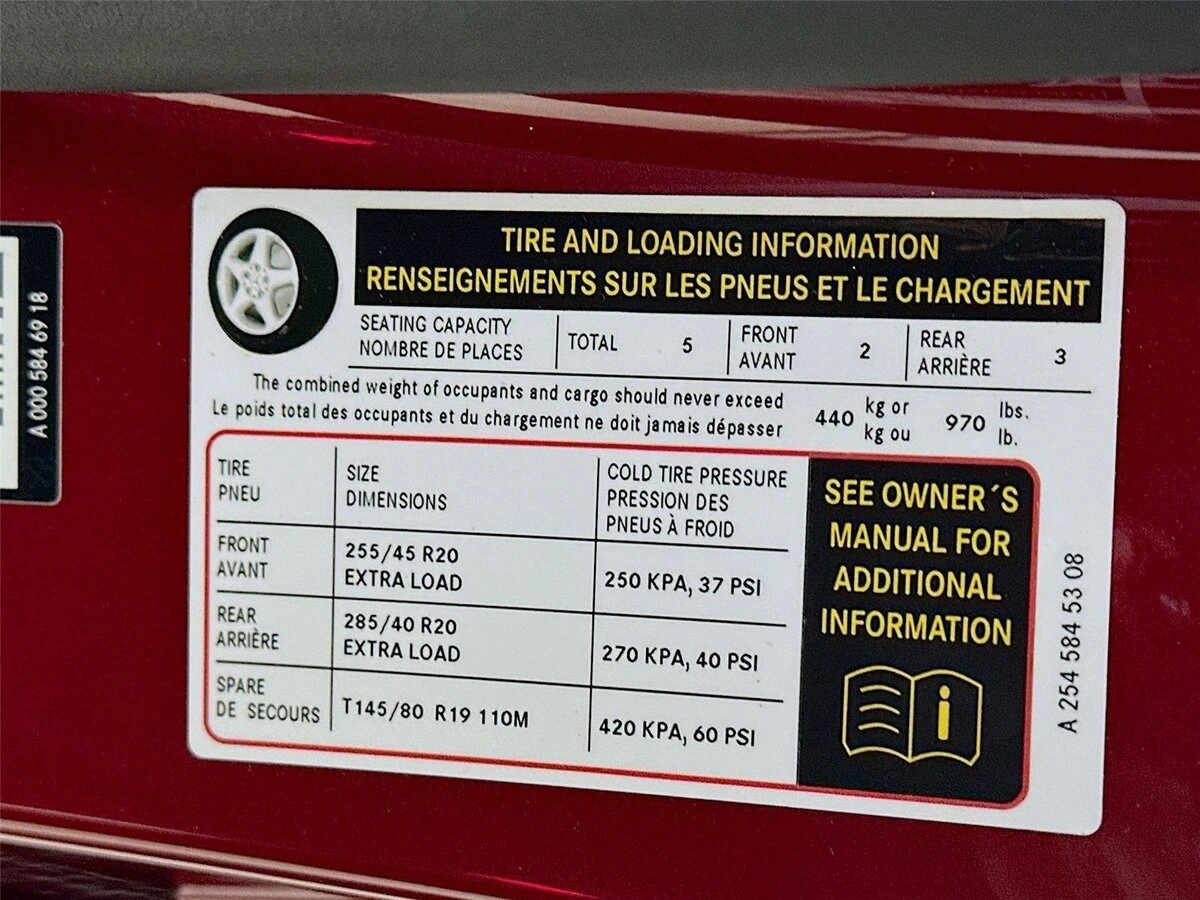 A 000 584 69 18
TIRE AND LOADING INFORMATION
RENSEIGNEMENTS SUR LES PNEUS ET LE CHARGEMENT
SEATING CAPACITY
NOMBRE DE PLACES
TOTAL 5
FRONT
AVANT
2
REAR
ARRIÈRE
3
The combined weight of occupants and cargo should never exceed
Le poids total des occupants et du chargement ne doit jamais dépasser
440 kg or 970 lbs.
kg ou lb.
TIRE
PNEU
SIZE
DIMENSIONS
COLD TIRE PRESSURE
PRESSION DES
PNEUS À FROID
FRONT
AVANT
255/45 R20
EXTRA LOAD
250 KPA, 37 PSI
REAR
ARRIÈRE
285/40 R20
EXTRA LOAD
270 KPA, 40 PSI
SPARE
DE SECOURS
T145/80 R19 110M
420 KPA, 60 PSI
SEE OWNER´S
MANUAL FOR
ADDITIONAL
INFORMATION
A 254 584 53 08